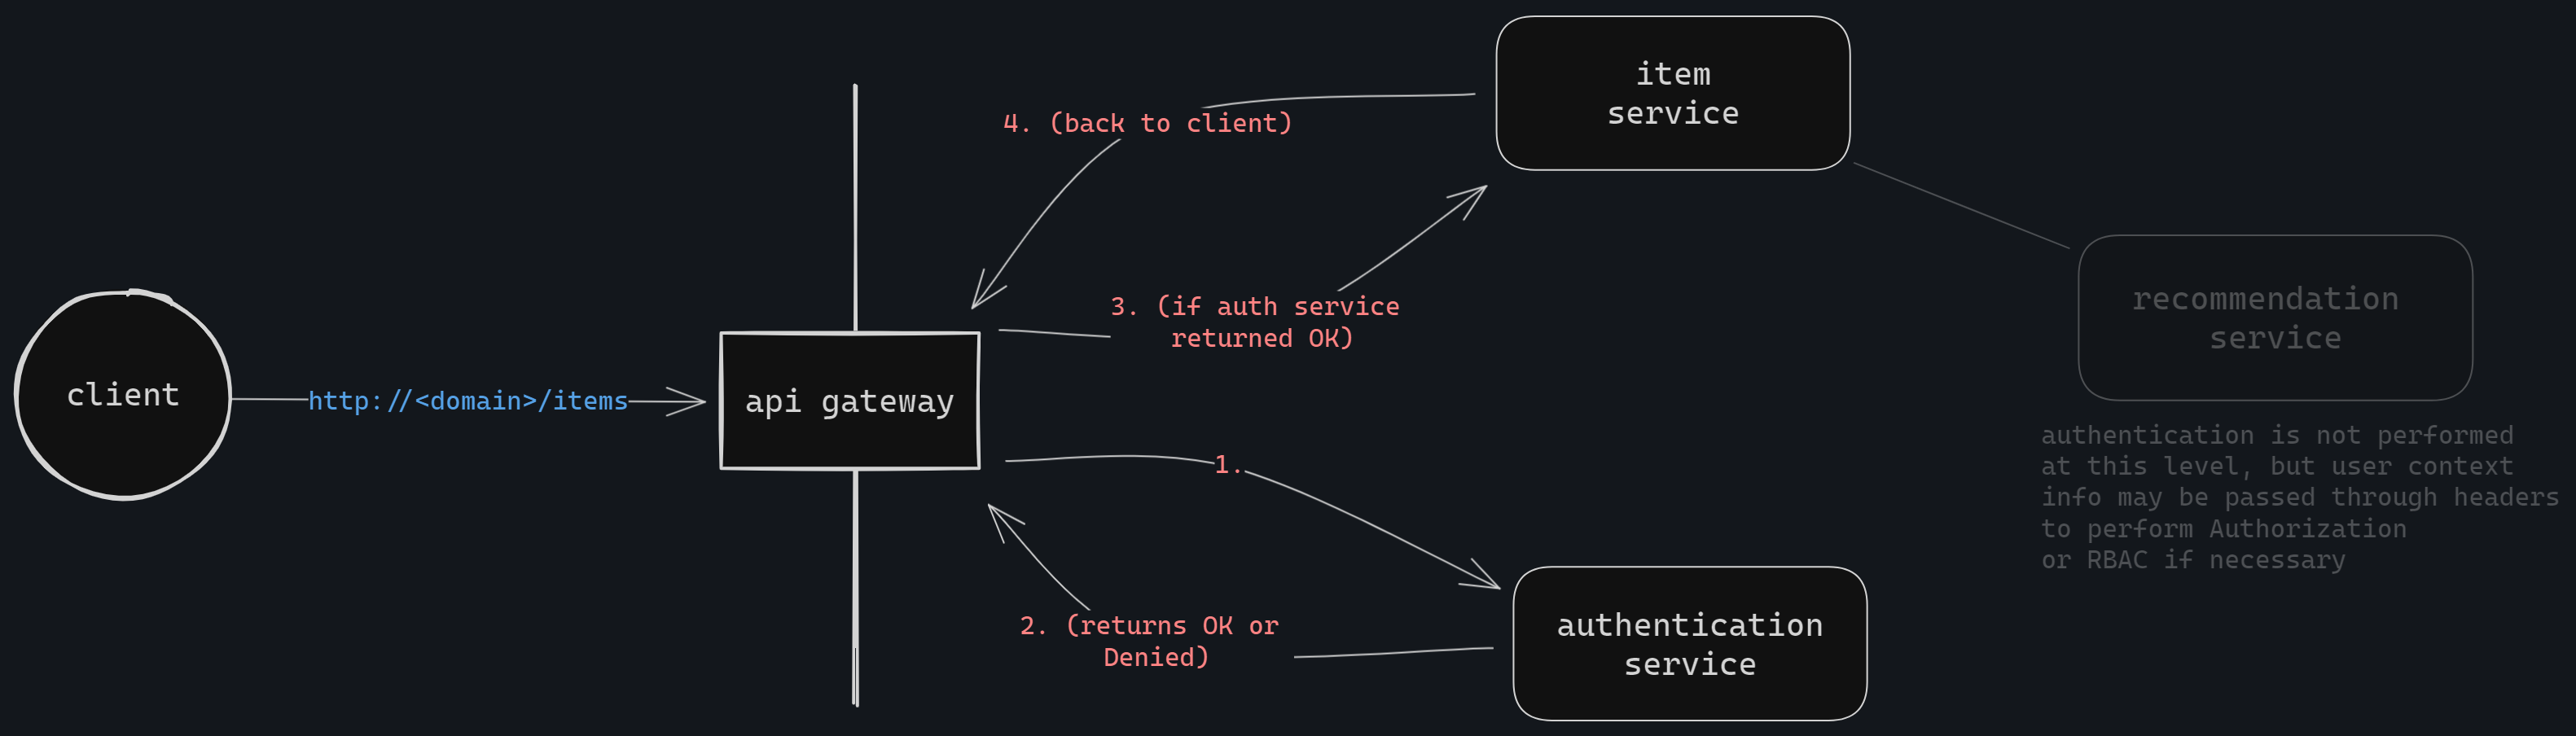 item
service
4. (back to client)
3. (if auth service
returned OK)
recommendation
service
client
http://<domain>/items
api gateway
authentication is not performed
at this level, but user context
info may be passed through headers
to perform Authorization
or RBAC if necessary
1.
2. (returns OK or
Denied)
authentication
service